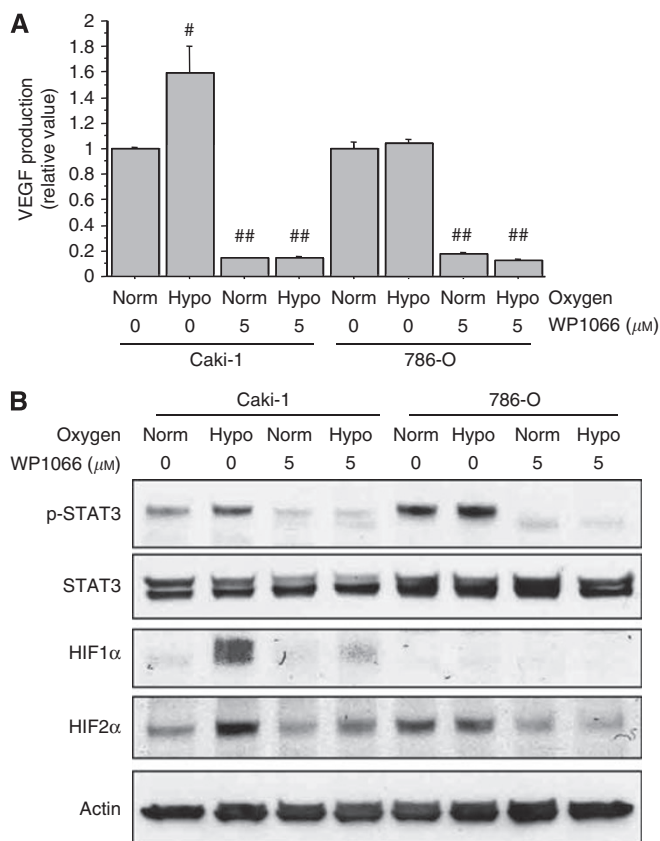 A
VEGF production
(relative value)
2
1.8
1.6
1.4
1.2
1
0.8
0.6
0.4
0.2
0
#
## ## ## ##
Norm Hypo Norm Hypo Norm Hypo Norm Hypo Oxygen
0 0 5 5 0 0 5 5 WP1066 (μM)
Caki-1 786-O
B
Caki-1 786-O
Oxygen Norm Hypo Norm Hypo Norm Hypo Norm Hypo
WP1066 (μM) 0 0 5 5 0 0 5 5
p-STAT3
STAT3
HIF1α
HIF2α
Actin